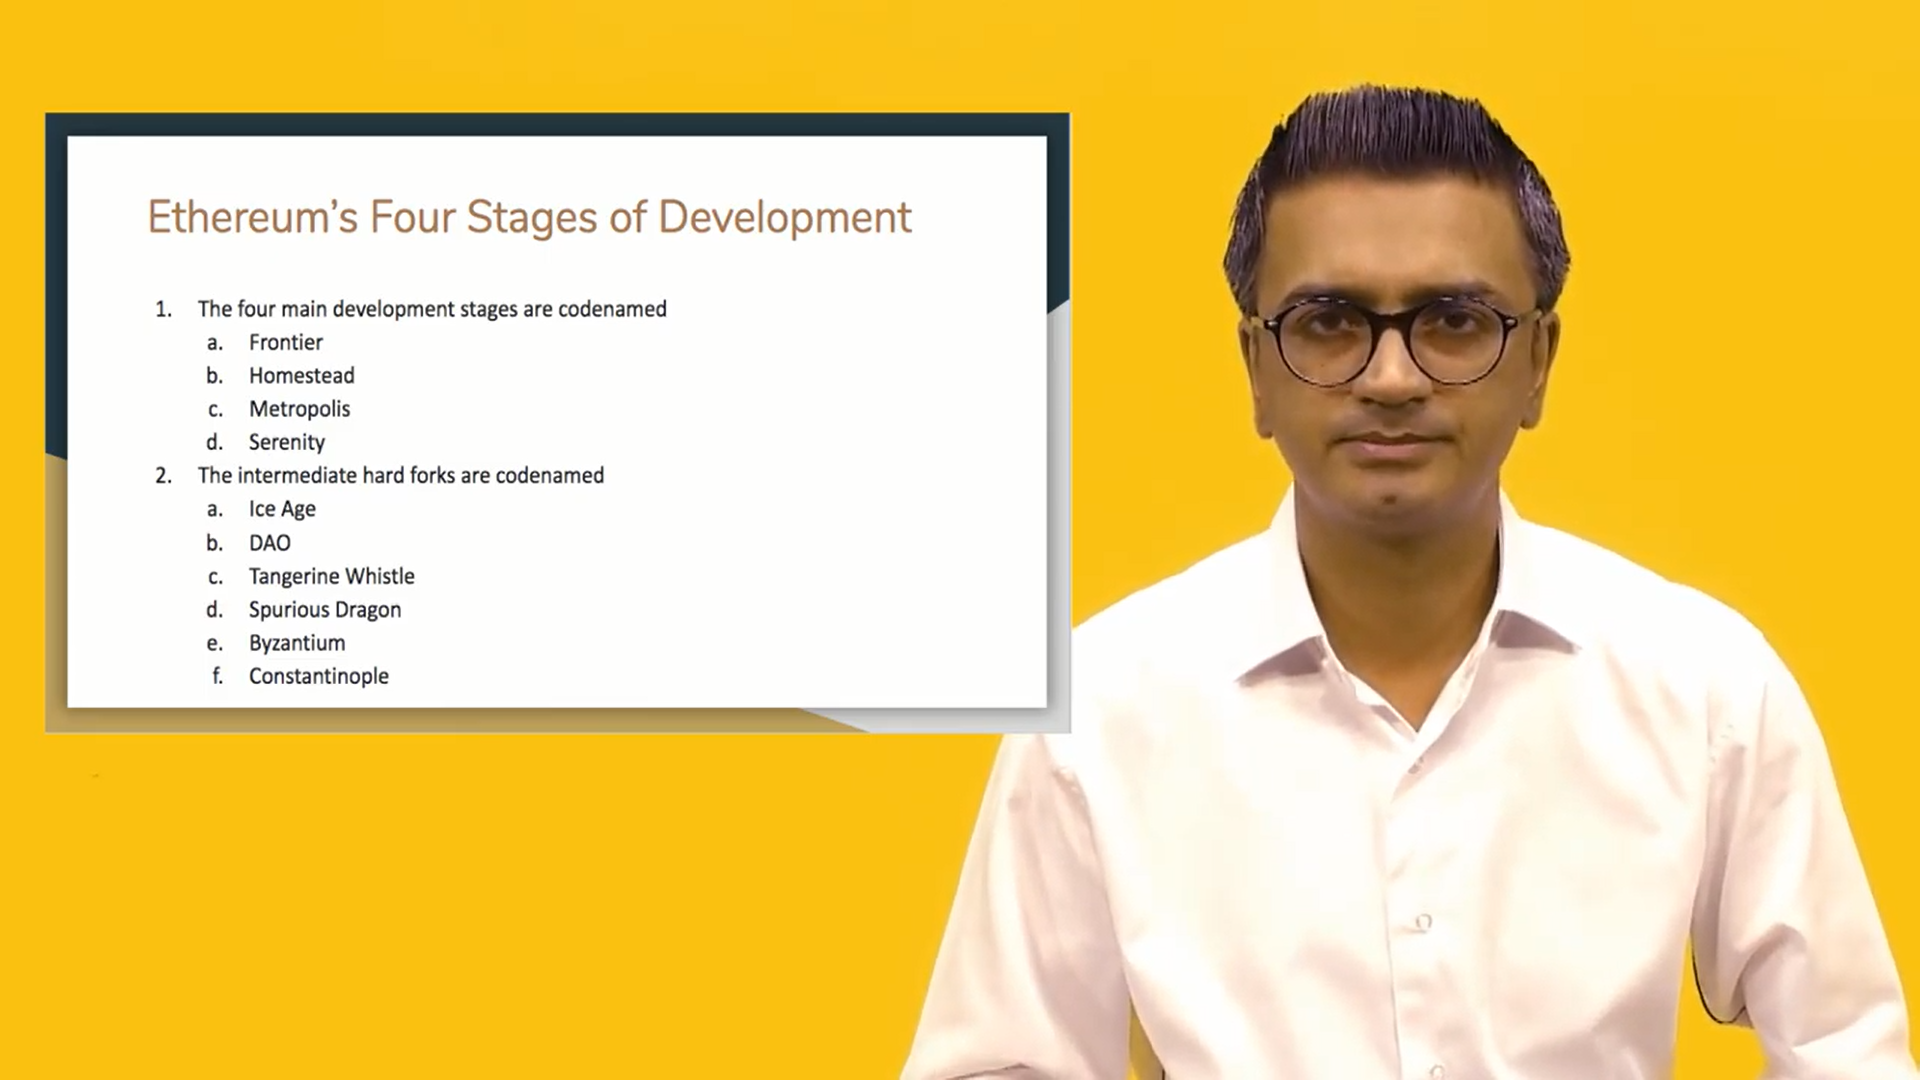 Ethereum’s Four Stages of Development
1. The four main development stages are codenamed
a. Frontier
b. Homestead
c. Metropolis
d. Serenity
2. The intermediate hard forks are codenamed
a. Ice Age
b. DAO
c. Tangerine Whistle
d. Spurious Dragon
e. Byzantium
f. Constantinople